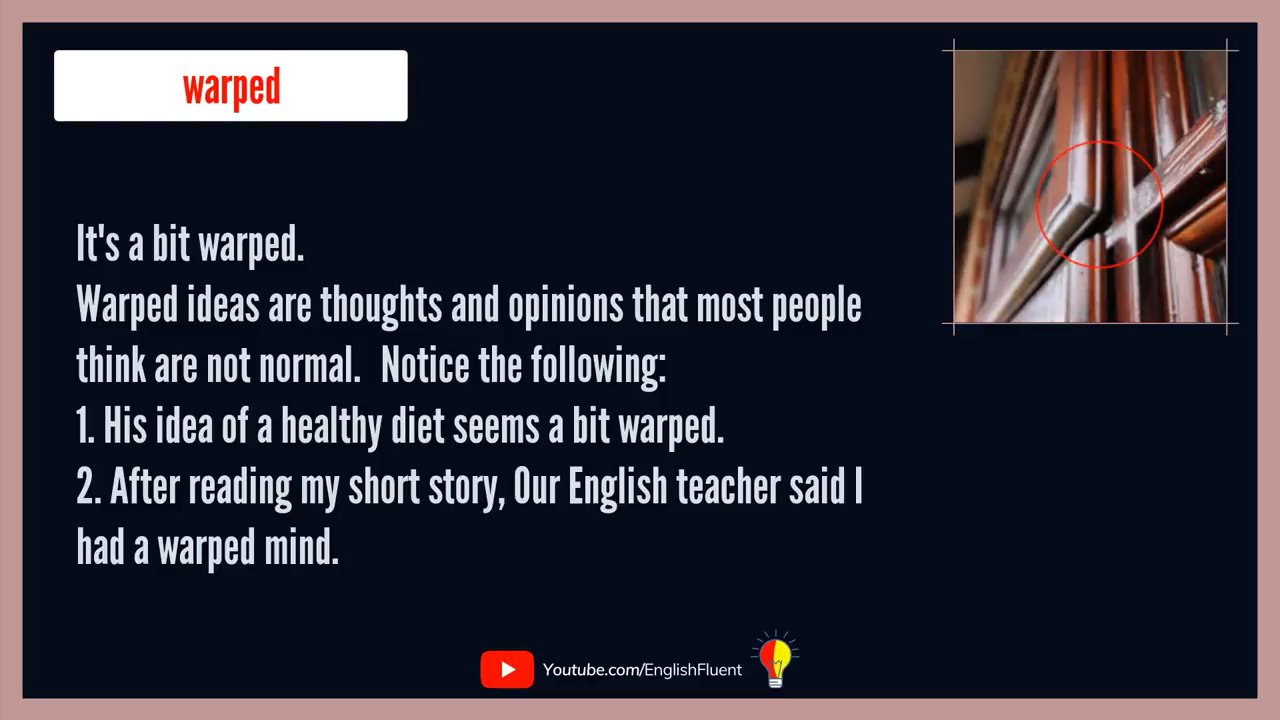 warped
It's a bit warped.
Warped ideas are thoughts and opinions that most people
think are not normal.  Notice the following:
1. His idea of a healthy diet seems a bit warped.
2. After reading my short story, Our English teacher said I
had a warped mind.
Youtube.com/EnglishFluent